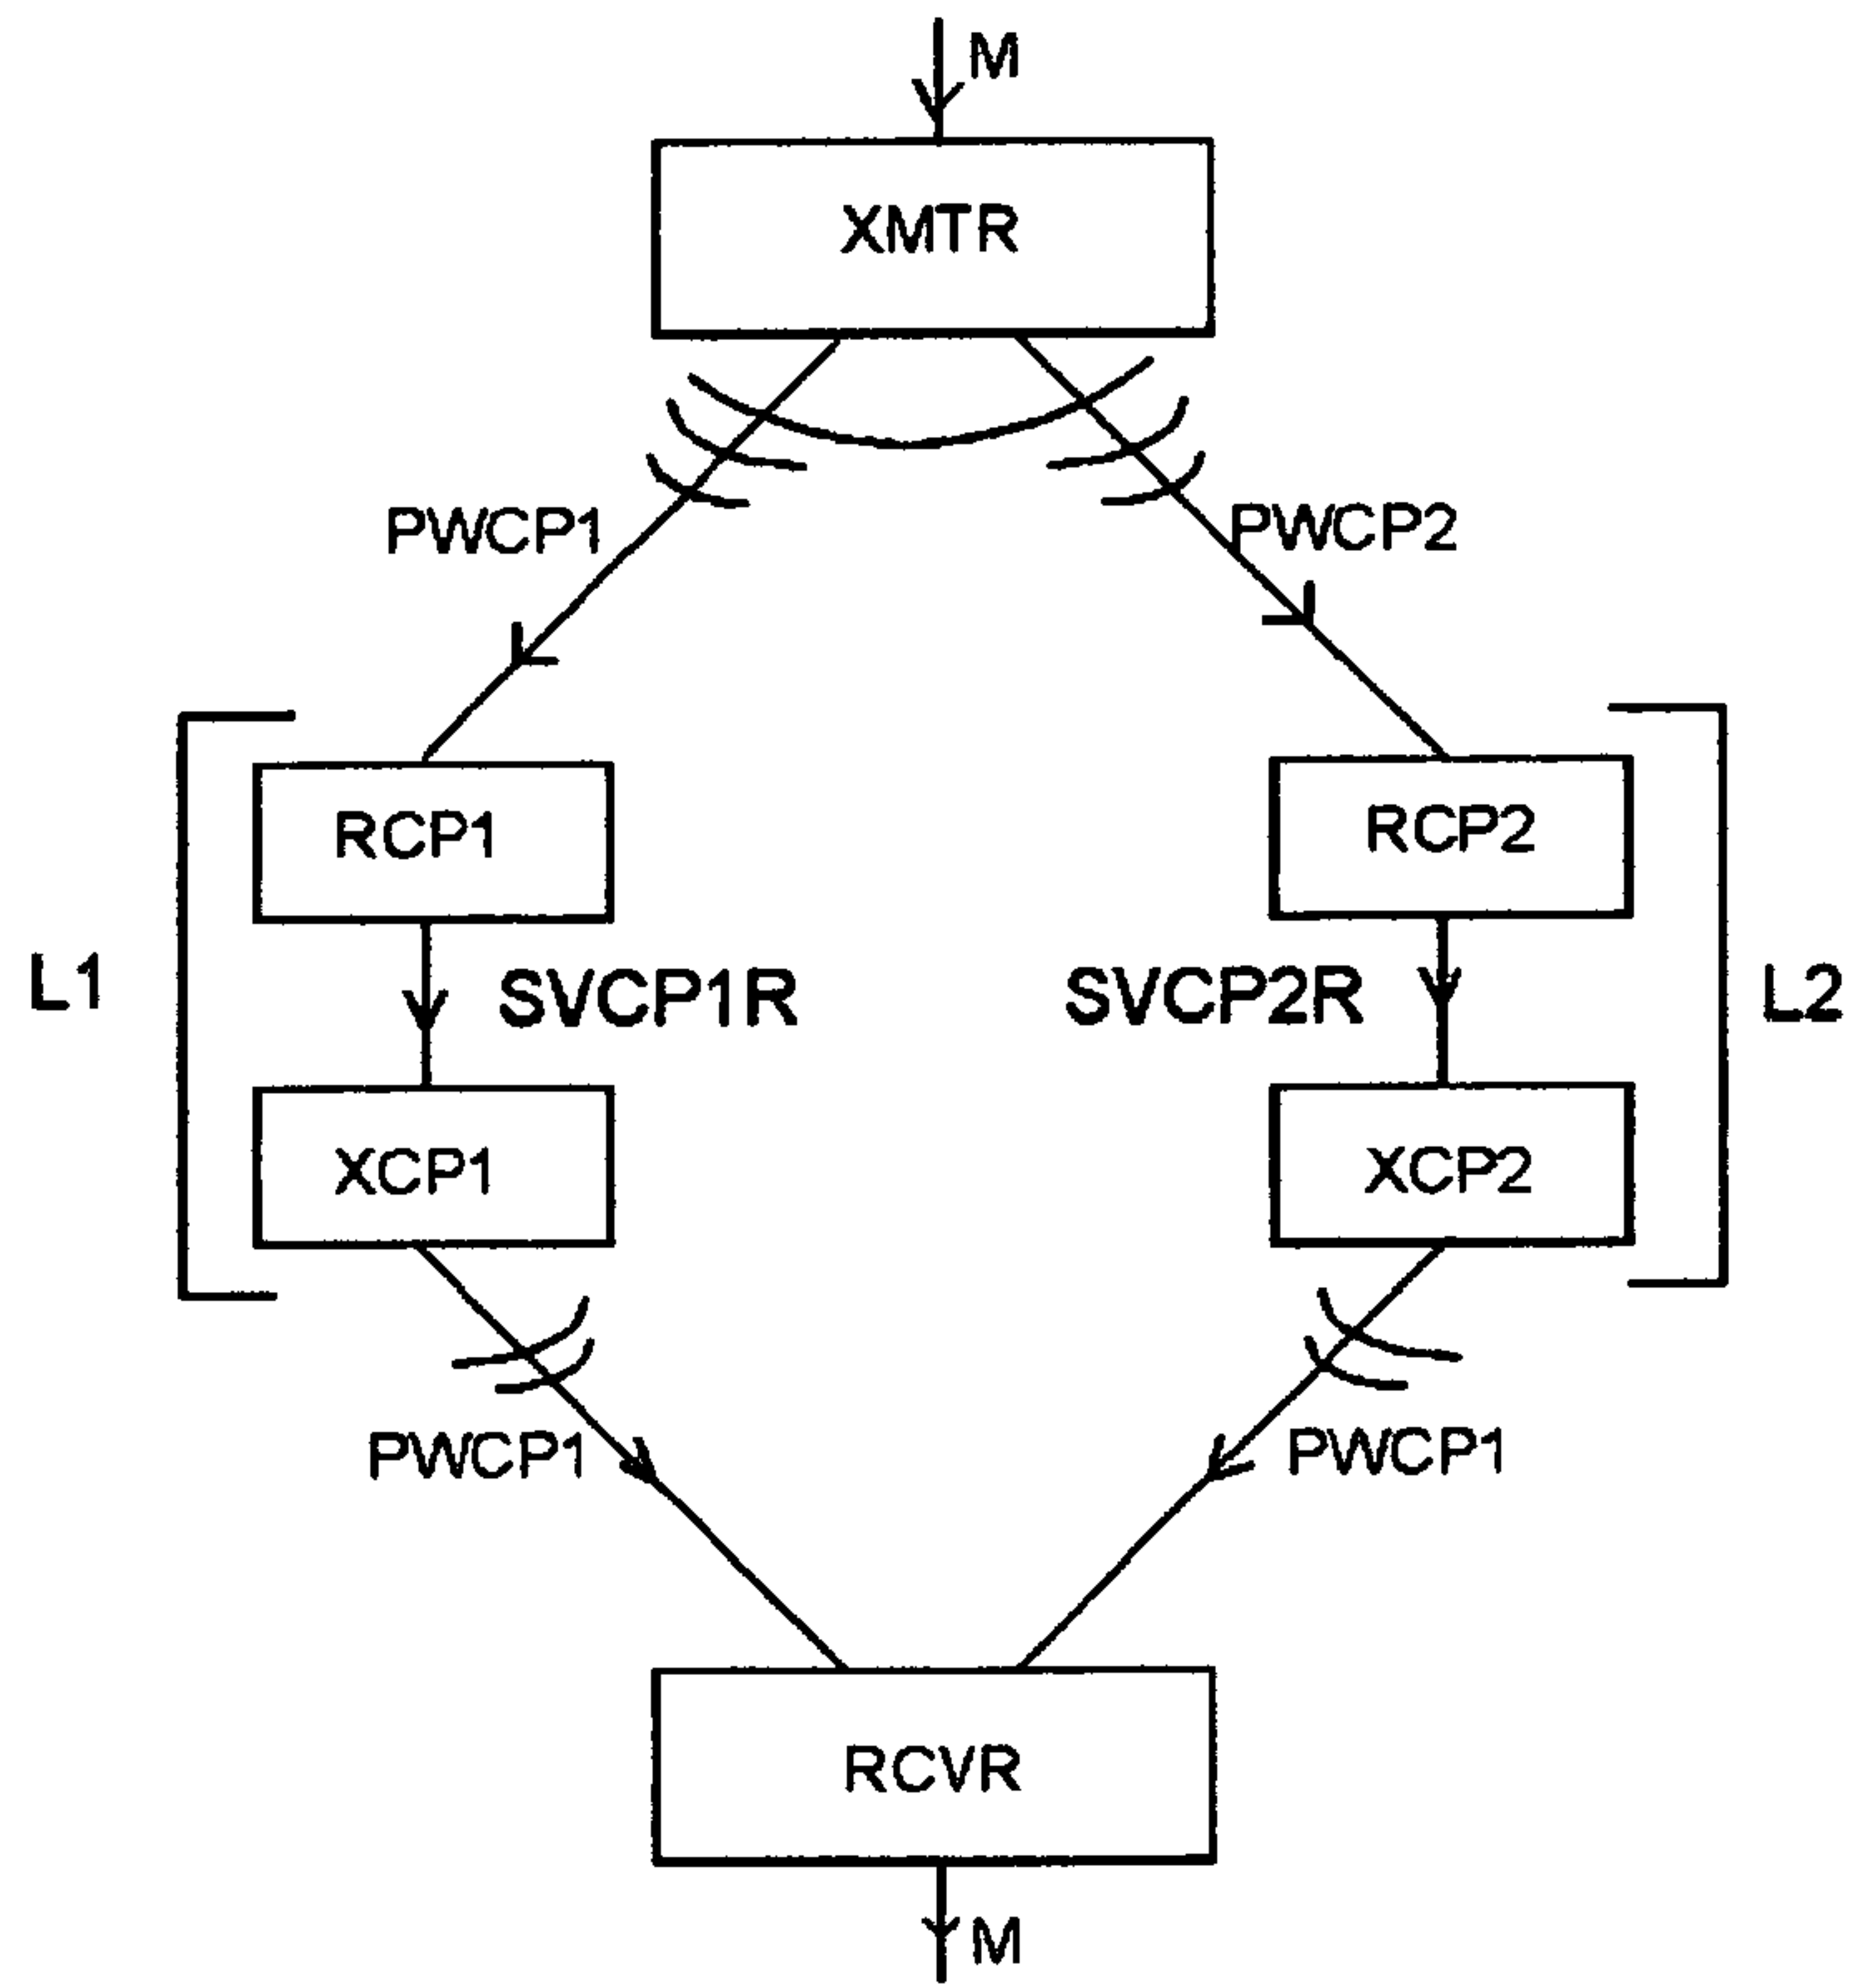 M
XMTR
PWCP1
PWCP2
RCP1
RCP2
L1
SVCP1R
SVCP2R
L2
XCP1
XCP2
PWCP1
PWCP1
RCVR
M